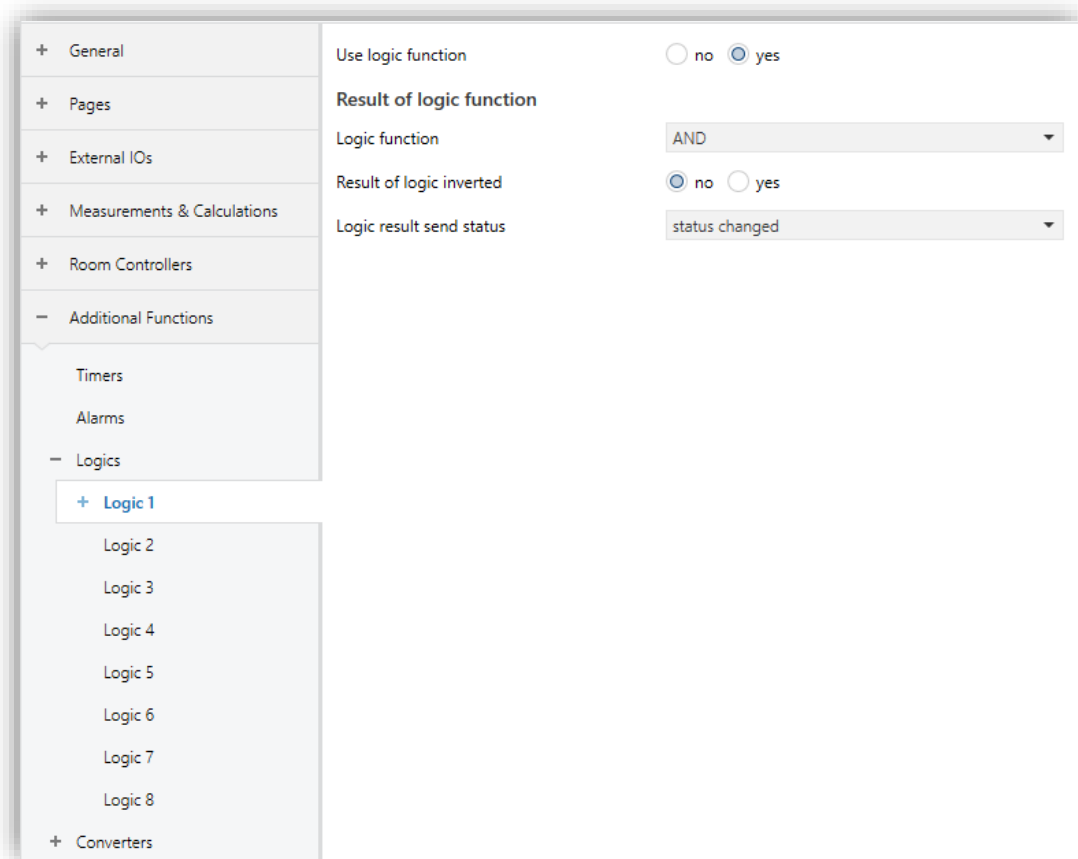 General
Pages
External IOs
Measurements & Calculations
Room Controllers
Additional Functions
Timers
Alarms
Logics
Logic 1
Logic 2
Logic 3
Logic 4
Logic 5
Logic 6
Logic 7
Logic 8
Converters
Use logic function no yes
Result of logic function
Logic function AND
Result of logic inverted no yes
Logic result send status status changed